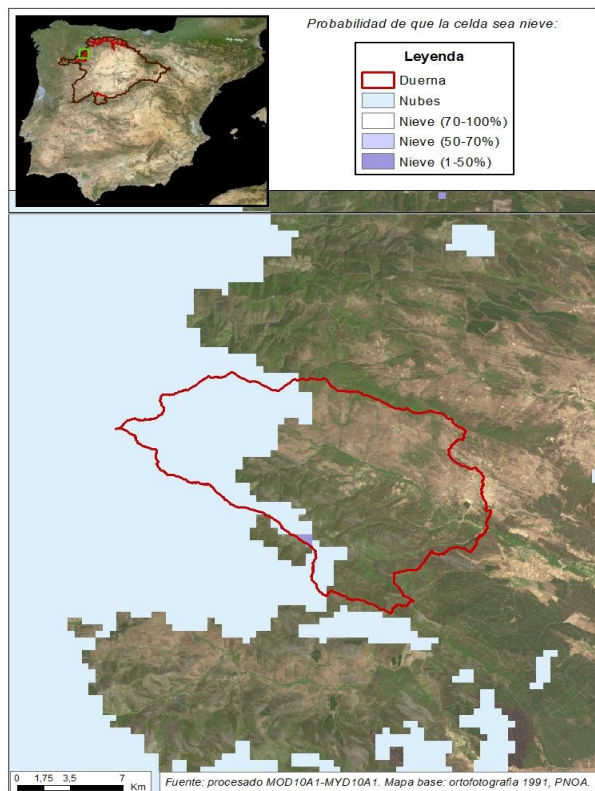 Probabilidad de que la celda sea nieve:
Leyenda
Duerna
Nubes
Nieve (70-100%)
Nieve (50-70%)
Nieve (1-50%)
0 1,75 3,5 7
Km
Fuente: procesado MOD10A1-MYD10A1. Mapa base: ortofotografia 1991, PNOA.